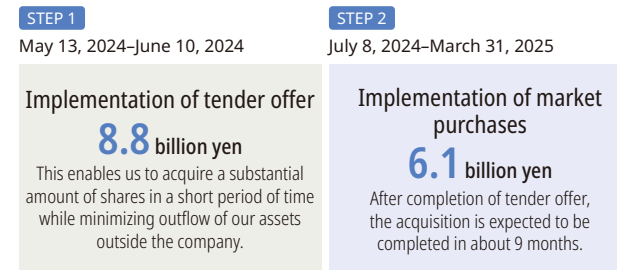 STEP 1
May 13, 2024–June 10, 2024
Implementation of tender offer
8.8 billion yen
This enables us to acquire a substantial
amount of shares in a short period of time
while minimizing outflow of our assets
outside the company.
STEP 2
July 8, 2024–March 31, 2025
Implementation of market
purchases
6.1 billion yen
After completion of tender offer,
the acquisition is expected to be
completed in about 9 months.